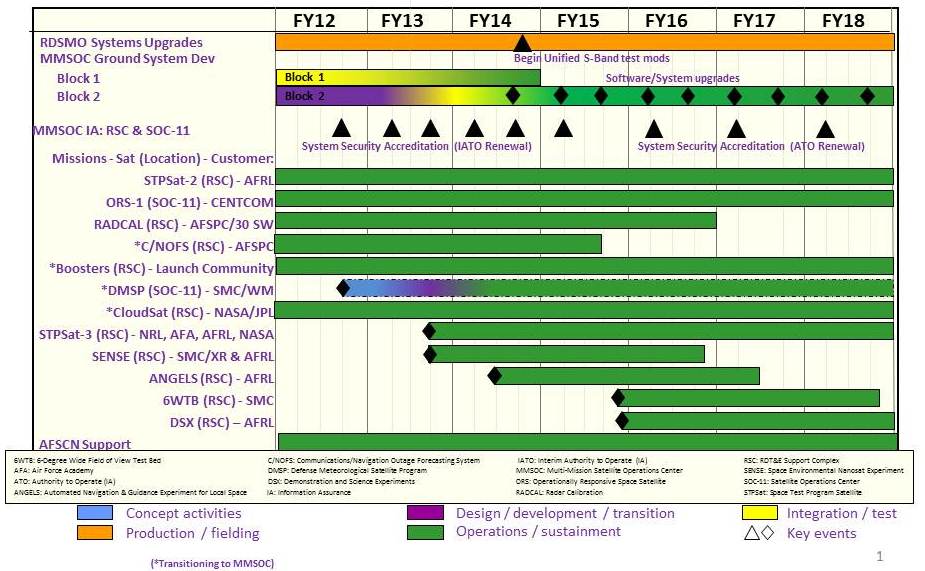 FY12 FY13 FY14 FY15 FY16 FY17 FY18
RDSMO Systems Upgrades
MMSOC Ground System Dev
Begin Unified S-Band test mods
Block 1
Block 1
Software/System upgrades
Block 2
Block 2
MMSOC IA: RSC & SOC-11
System Security Accreditation (IATO Renewal)
System Security Accreditation (ATO Renewal)
Missions - Sat (Location) - Customer:
STPSat-2 (RSC) - AFRL
ORS-1 (SOC-11) - CENTCOM
RADCAL (RSC) - AFSPC/30 SW
*C/NOFS (RSC) - AFSPC
*Boosters (RSC) - Launch Community
*DMSP (SOC-11) - SMC/WM
*CloudSat (RSC) - NASA/JPL
STPSat-3 (RSC) - NRL, AFA, AFRL, NASA
SENSE (RSC) - SMC/XR & AFRL
ANGELS (RSC) - AFRL
6WTB (RSC) - SMC
DSX (RSC) – AFRL
AFSCN Support
6WTB: 6-Degree Wide Field of View Test Bed
AFA: Air Force Academy
ATO: Authority to Operate (IA)
ANGELS: Automated Navigation & Guidance Experiment for Local Space
C/NOFS: Communications/Navigation Outage Forecasting System
DMSP: Defense Meteorological Satellite Program
DSX: Demonstration and Science Experiments
IA: Information Assurance
IATO: Interim Authority to Operate (IA)
MMSOC: Multi-Mission Satellite Operations Center
ORS: Operationally Responsive Space Satellite
RADCAL: Radar Calibration
RSC: RDT&E Support Complex
SENSE: Space Environmental Nanosat Experiment
SOC-11: Satellite Operations Center
STPSat: Space Test Program Satellite
Concept activities
Design / development / transition
Integration / test
Production / fielding
Operations / sustainment
Key events
(*Transitioning to MMSOC)
1